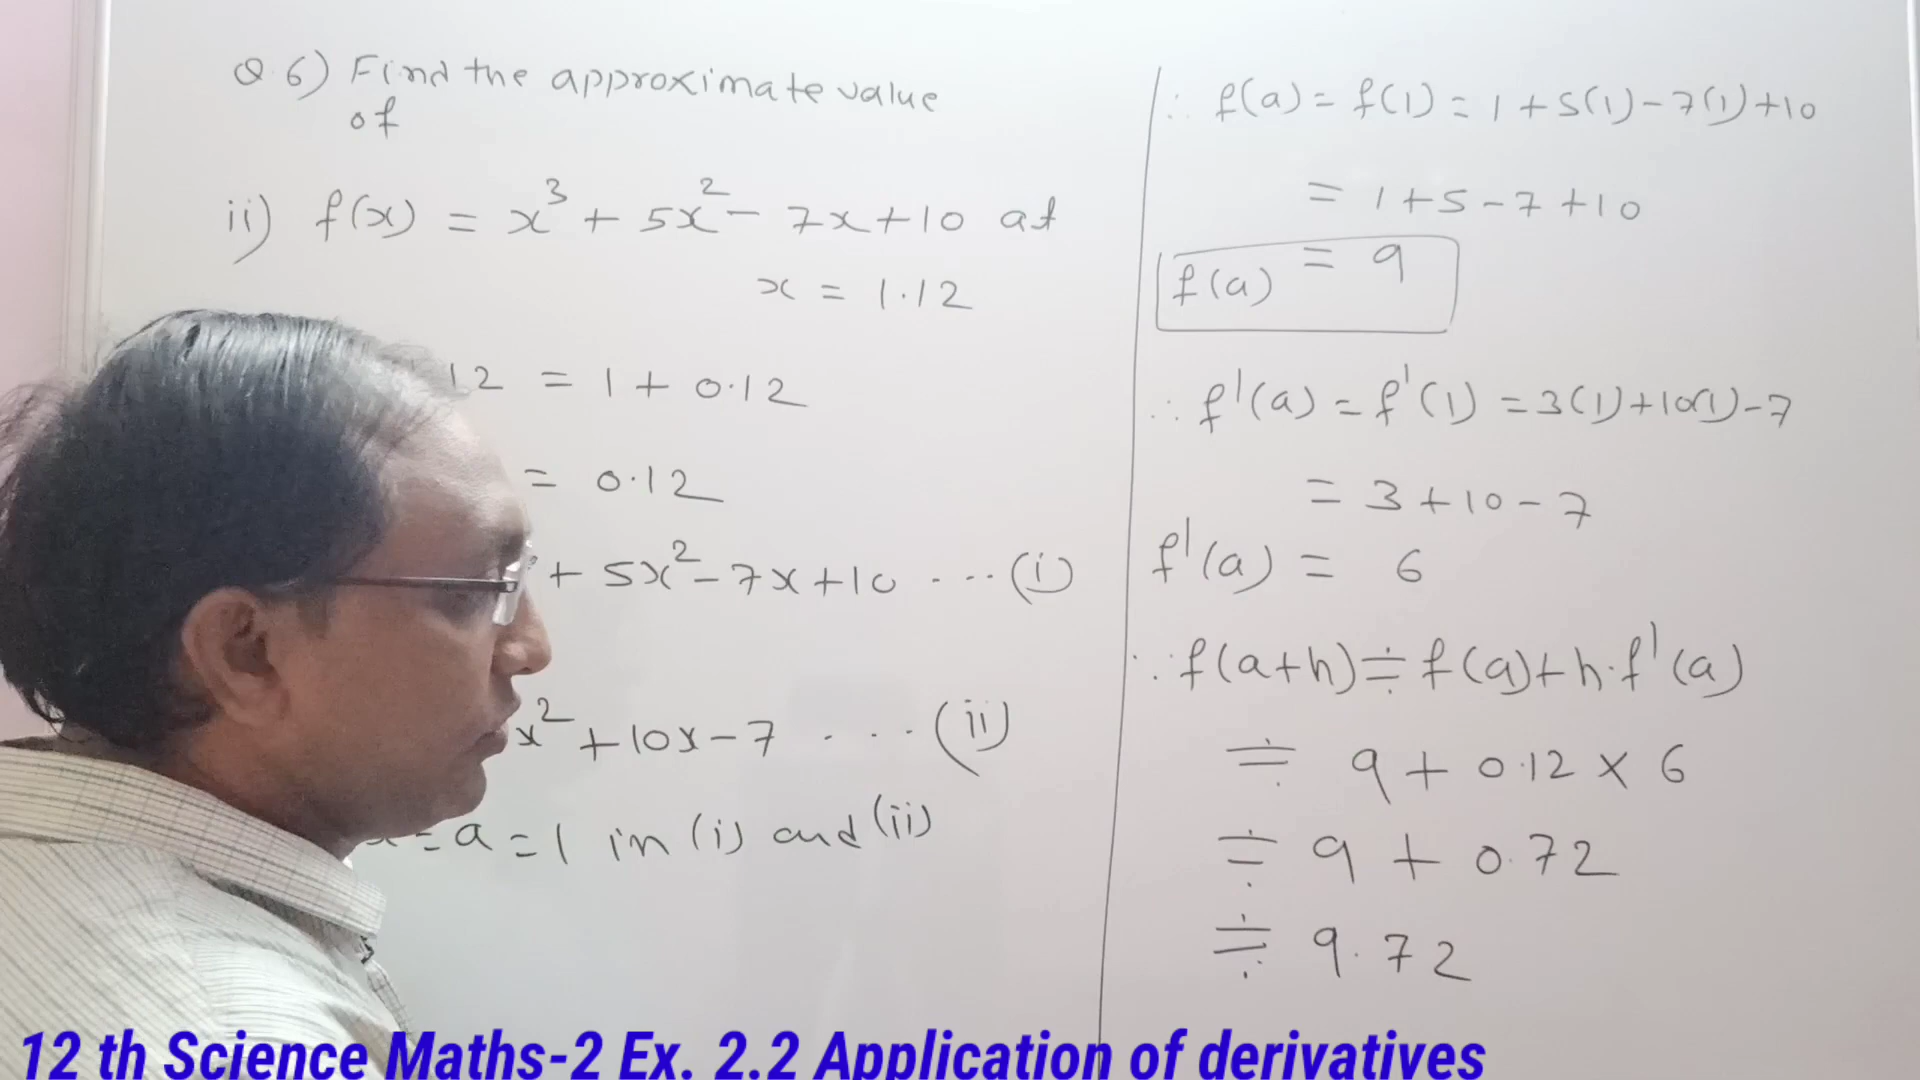 Q.6) Find the approximate value
of
ii) f(x) = x³ + 5x² - 7x + 10 at
x = 1.12
12 = 1 + 0.12
= 0.12
+ 5x² - 7x + 10 ... (i)
x² + 10x - 7 .... (ii)
= a = 1 in (i) and (ii)
∴ f(a) = f(1) = 1 + 5(1) - 7(1) + 10
= 1 + 5 - 7 + 10
f(a) = 9
∴ f'(a) = f'(1) = 3(1) + 10(1) - 7
= 3 + 10 - 7
f'(a) = 6
∵ f(a+h) ≑ f(a) + h·f'(a)
≑ 9 + 0.12 × 6
≑ 9 + 0.72
≑ 9.72
12 th Science Maths-2 Ex. 2.2 Application of derivatives